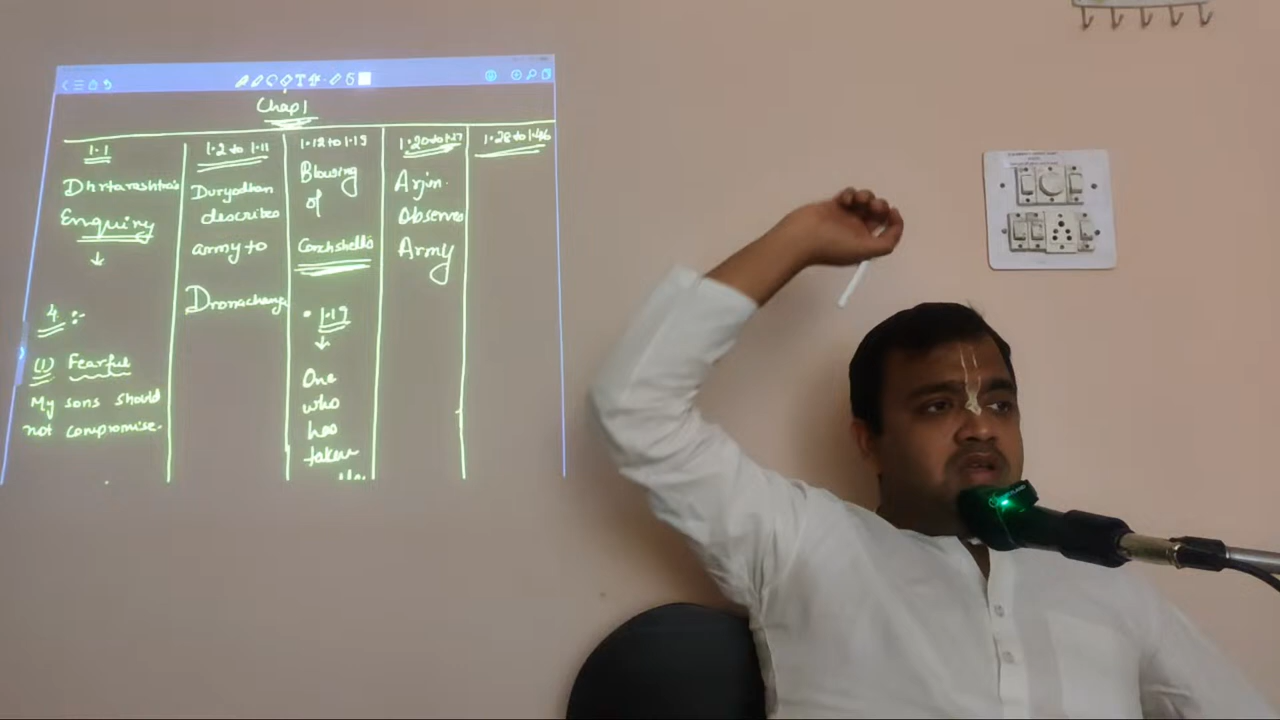 Chap 1
1.1
Dhrtarashtra's
Enquiry
4 :-
(1) Fearful
My sons should
not compromise.
1.2 to 1.11
Duryodhan
describes
army to
Dronacharya
1.12 to 1.19
Blowing
of
Conchshells
• 1.19
One
who
has
taken
1.20 to 1.27
Arjun
Observes
Army
1.28 to 1.46